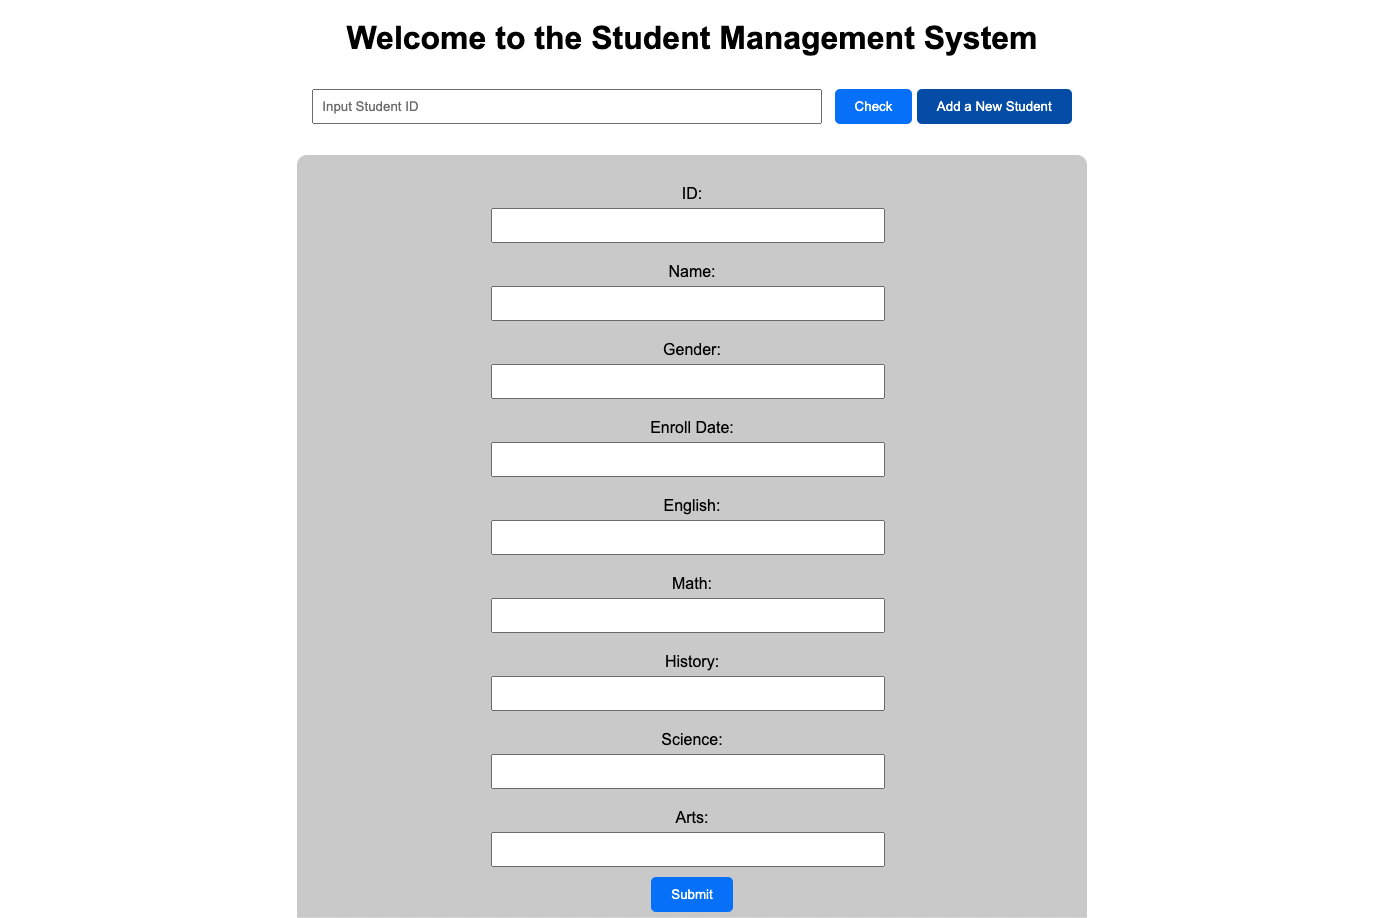 Welcome to the Student Management System
Input Student ID Check Add a New Student
ID:
Name:
Gender:
Enroll Date:
English:
Math:
History:
Science:
Arts:
Submit